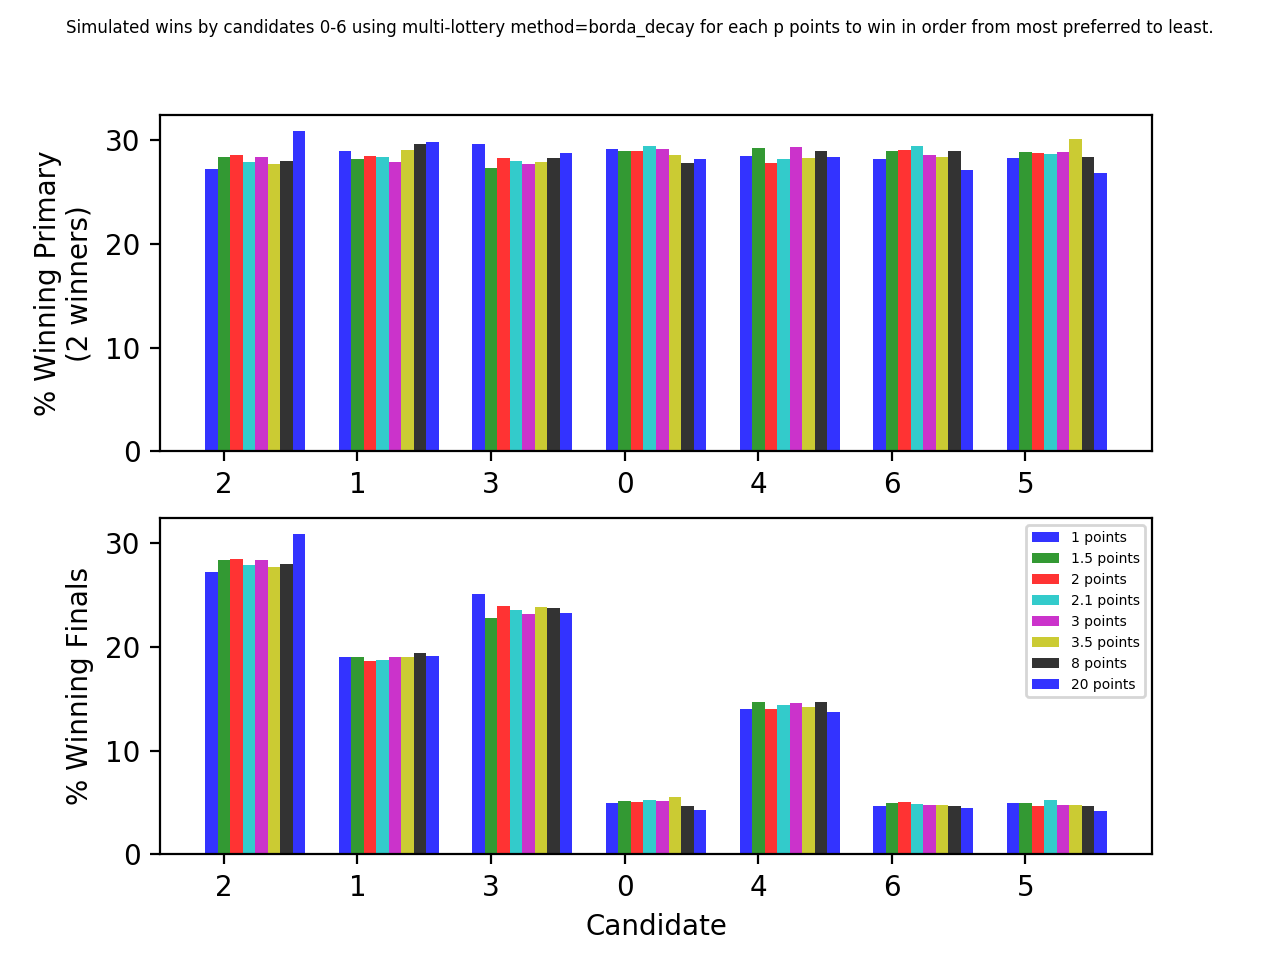 Simulated wins by candidates 0-6 using multi-lottery method=borda_decay for each p points to win in order from most preferred to least.
% Winning Primary
(2 winners)
30
20
10
0
2 1 3 0 4 6 5
% Winning Finals
30
20
10
0
1 points
1.5 points
2 points
2.1 points
3 points
3.5 points
8 points
20 points
2 1 3 0 4 6 5
Candidate